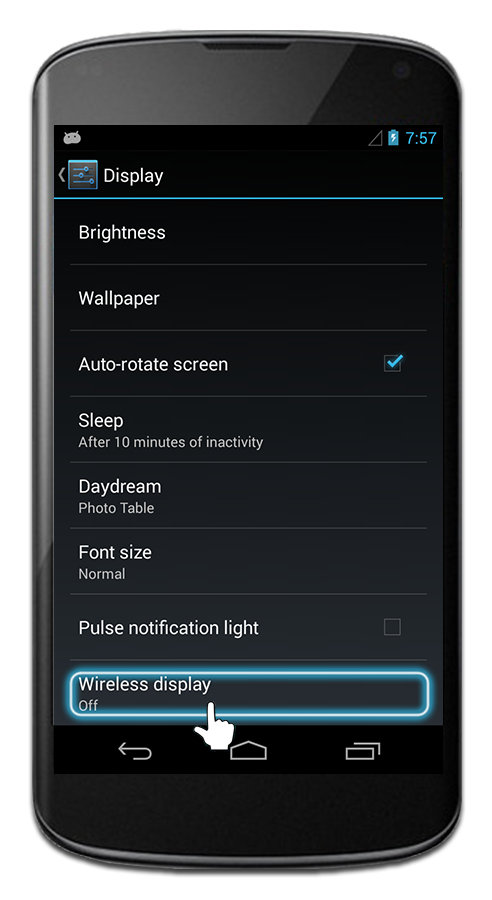 7:57
Display
Brightness
Wallpaper
Auto-rotate screen
Sleep
After 10 minutes of inactivity
Daydream
Photo Table
Font size
Normal
Pulse notification light
Wireless display
Off